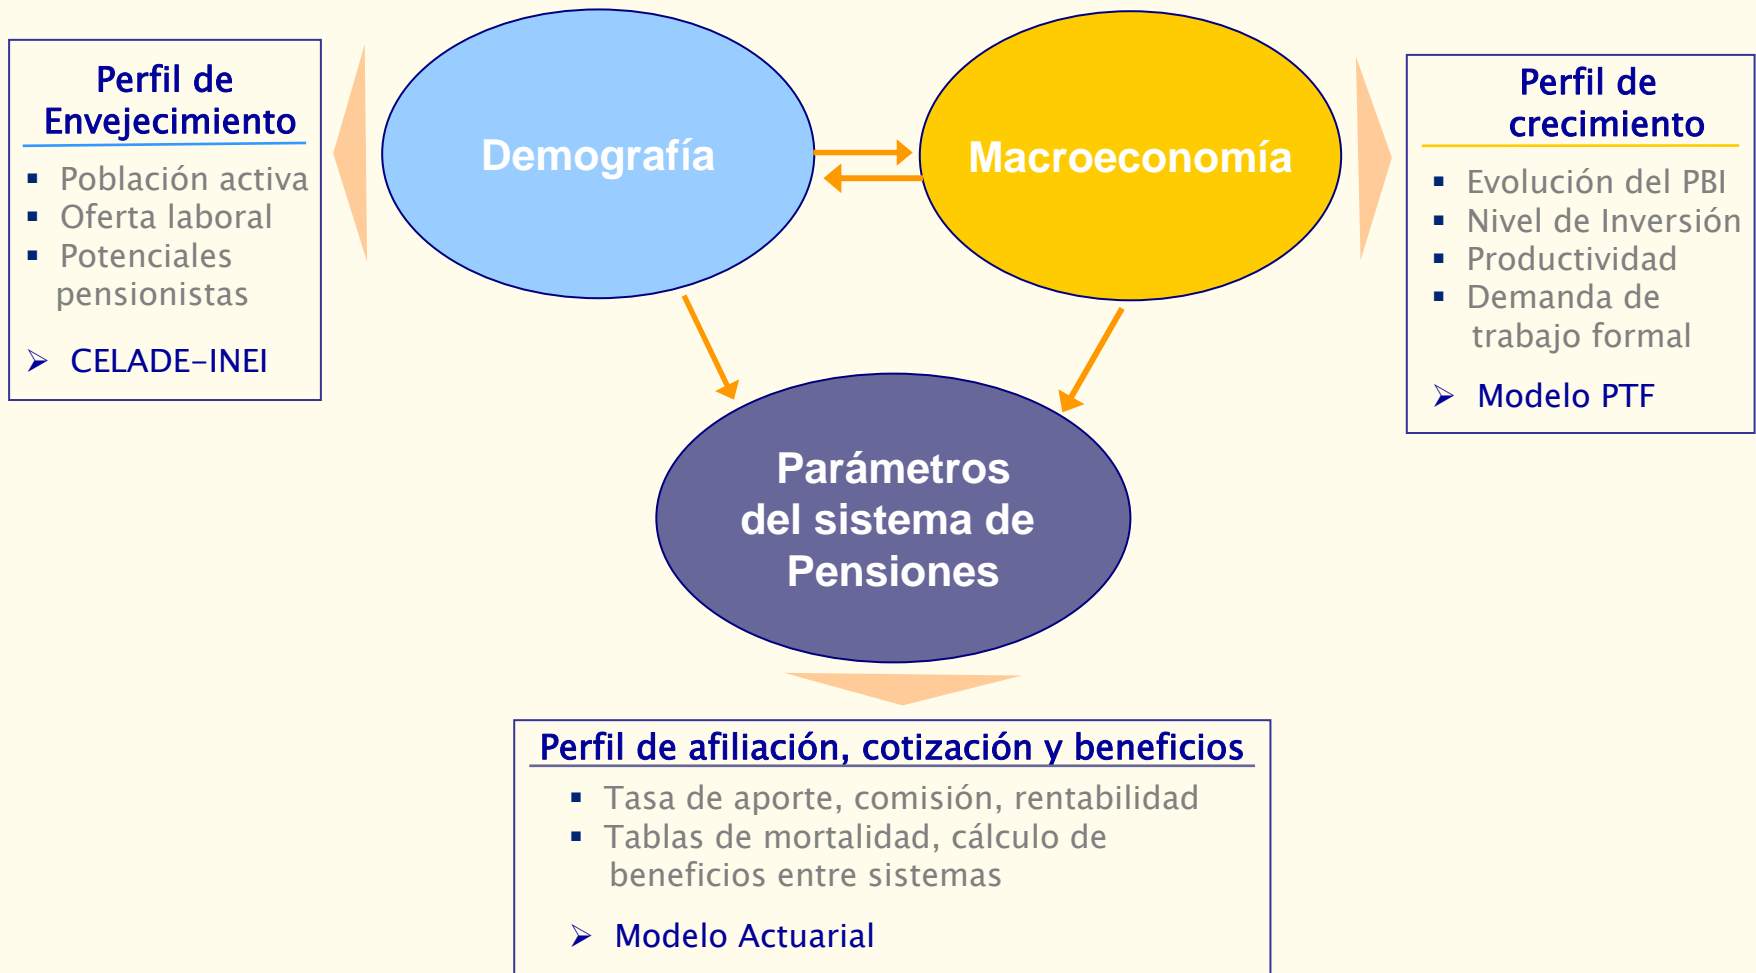 Perfil de
Envejecimiento
▪ Población activa
▪ Oferta laboral
▪ Potenciales
pensionistas
➢ CELADE-INEI
Demografía
Macroeconomía
Perfil de
crecimiento
▪ Evolución del PBI
▪ Nivel de Inversión
▪ Productividad
▪ Demanda de
trabajo formal
➢ Modelo PTF
Parámetros
del sistema de
Pensiones
Perfil de afiliación, cotización y beneficios
▪ Tasa de aporte, comisión, rentabilidad
▪ Tablas de mortalidad, cálculo de
beneficios entre sistemas
➢ Modelo Actuarial